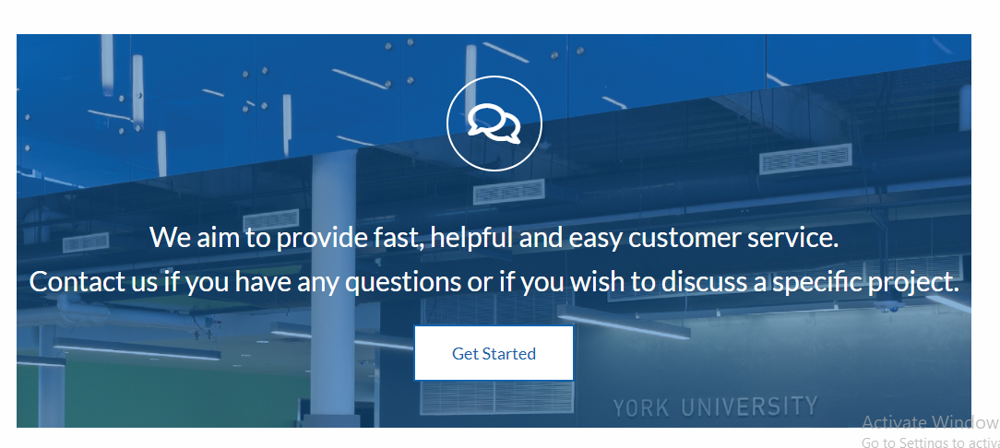 We aim to provide fast, helpful and easy customer service.
Contact us if you have any questions or if you wish to discuss a specific project.
Get Started
YORK UNIVERSITY
Activate Window
Go to Settings to activa